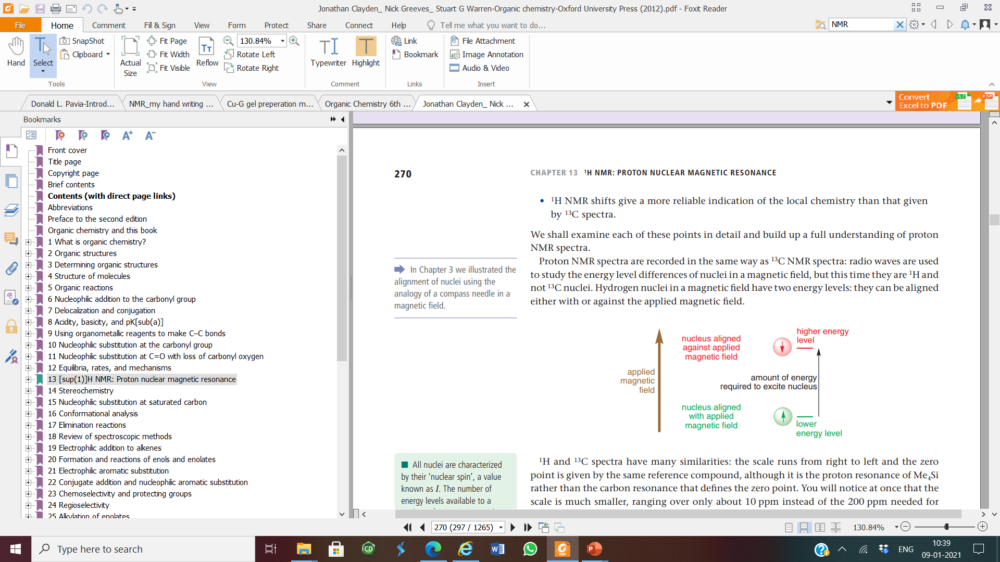 Jonathan Clayden_ Nick Greeves_ Stuart G Warren-Organic chemistry-Oxford University Press (2012).pdf - Foxit Reader
File Home Comment Fill & Sign View Form Protect Share Connect Help Tell me what you want to do... NMR
Hand
Select
SnapShot
Clipboard
Tools
Actual Size
Fit Page
Fit Width
Fit Visible
Reflow
130.84%
Rotate Left
Rotate Right
View
Typewriter
Highlight
Comment
Link
Bookmark
Links
File Attachment
Image Annotation
Audio & Video
Insert
Donald L. Pavia-Introd... NMR_my hand writing ... Cu-G gel preperation m... Organic Chemistry 6th ... Jonathan Clayden_ Nick ...
Convert
Excel to PDF
XLS PDF
Bookmarks
Front cover
Title page
Copyright page
Brief contents
Contents (with direct page links)
Abbreviations
Preface to the second edition
Organic chemistry and this book
1 What is organic chemistry?
2 Organic structures
3 Determining organic structures
4 Structure of molecules
5 Organic reactions
6 Nucleophilic addition to the carbonyl group
7 Delocalization and conjugation
8 Acidity, basicity, and pK[sub(a)]
9 Using organometallic reagents to make C–C bonds
10 Nucleophilic substitution at the carbonyl group
11 Nucleophilic substitution at C=O with loss of carbonyl oxygen
12 Equilibria, rates, and mechanisms
13 [sup(1)]H NMR: Proton nuclear magnetic resonance
14 Stereochemistry
15 Nucleophilic substitution at saturated carbon
16 Conformational analysis
17 Elimination reactions
18 Review of spectroscopic methods
19 Electrophilic addition to alkenes
20 Formation and reactions of enols and enolates
21 Electrophilic aromatic substitution
22 Conjugate addition and nucleophilic aromatic substitution
23 Chemoselectivity and protecting groups
24 Regioselectivity
25 Alkylation of enolates
270 CHAPTER 13 ¹H NMR: PROTON NUCLEAR MAGNETIC RESONANCE
• ¹H NMR shifts give a more reliable indication of the local chemistry than that given
by ¹³C spectra.
We shall examine each of these points in detail and build up a full understanding of proton
NMR spectra.
Proton NMR spectra are recorded in the same way as ¹³C NMR spectra: radio waves are used
to study the energy level differences of nuclei in a magnetic field, but this time they are ¹H and
not ¹³C nuclei. Hydrogen nuclei in a magnetic field have two energy levels: they can be aligned
either with or against the applied magnetic field.
In Chapter 3 we illustrated the
alignment of nuclei using the
analogy of a compass needle in a
magnetic field.
applied
magnetic
field
nucleus aligned
against applied
magnetic field
higher energy
level
amount of energy
required to excite nucleus
nucleus aligned
with applied
magnetic field
lower
energy level
All nuclei are characterized
by their 'nuclear spin', a value
known as I. The number of
energy levels available to a
¹H and ¹³C spectra have many similarities: the scale runs from right to left and the zero
point is given by the same reference compound, although it is the proton resonance of Me₄Si
rather than the carbon resonance that defines the zero point. You will notice at once that the
scale is much smaller, ranging over only about 10 ppm instead of the 200 ppm needed for
270 (297 / 1265) 130.84%
Type here to search
ENG
10:39
09-01-2021